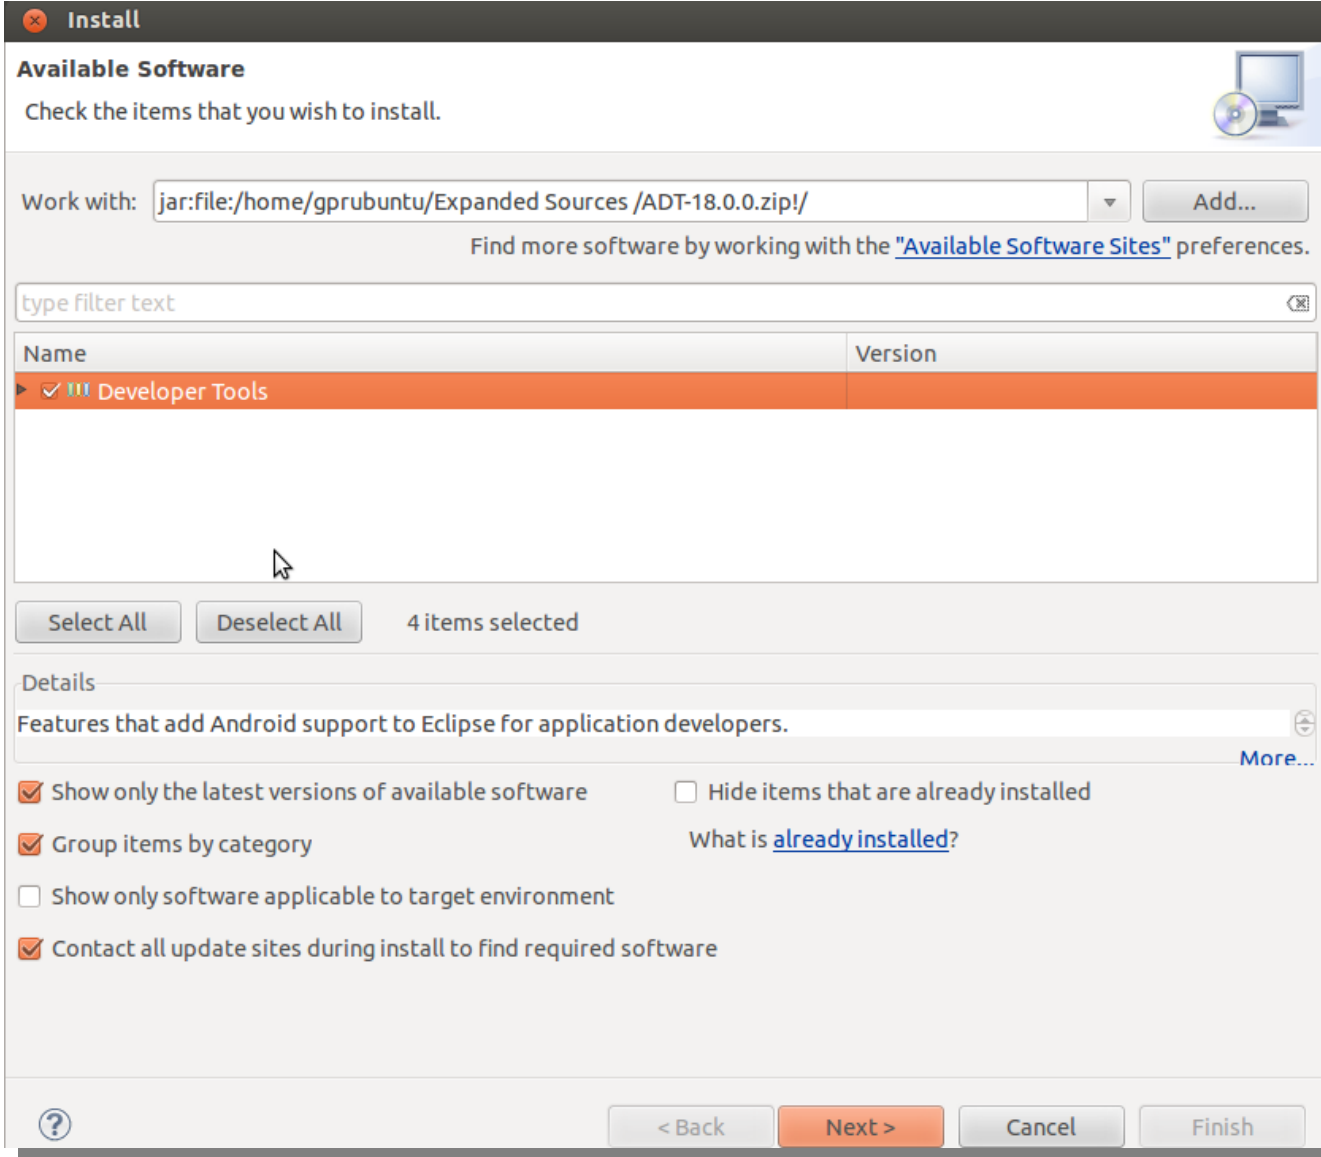 Install
Available Software
Check the items that you wish to install.
Work with: jar:file:/home/gprubuntu/Expanded Sources /ADT-18.0.0.zip!/ Add...
Find more software by working with the "Available Software Sites" preferences.
type filter text
Name Version
Developer Tools
Select All Deselect All 4 items selected
Details
Features that add Android support to Eclipse for application developers.
More...
Show only the latest versions of available software Hide items that are already installed
Group items by category What is already installed?
Show only software applicable to target environment
Contact all update sites during install to find required software
? < Back Next > Cancel Finish